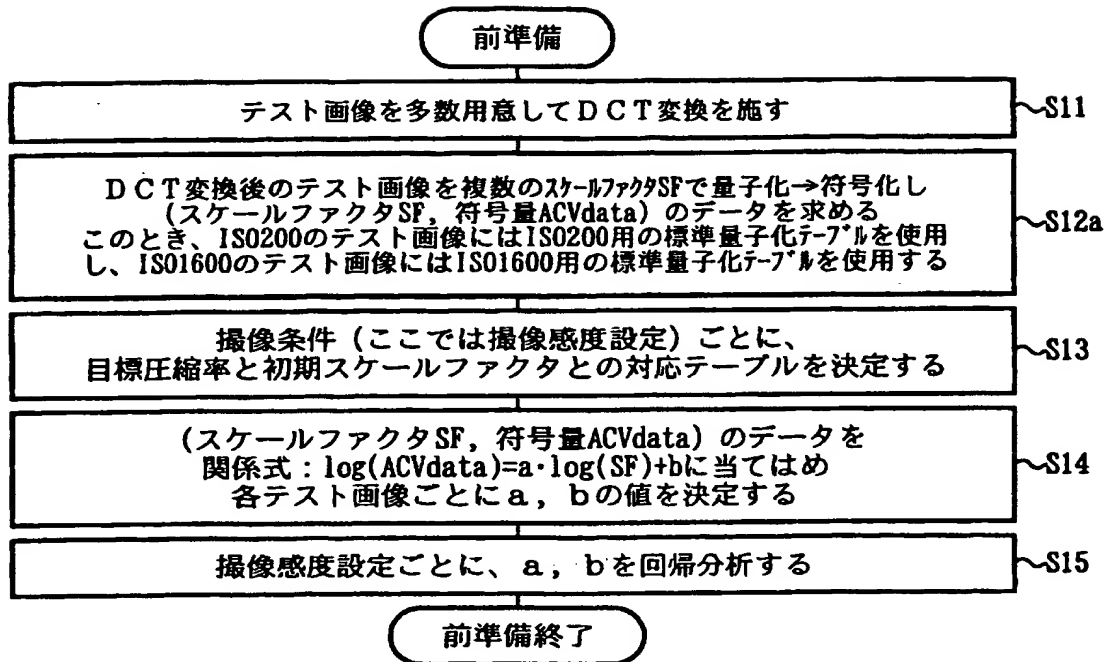 前準備
テスト画像を多数用意してＤＣＴ変換を施す
~S11
ＤＣＴ変換後のテスト画像を複数のｽｹｰﾙﾌｧｸﾀSFで量子化→符号化し
(スケールファクタSF, 符号量ACVdata) のデータを求める
このとき、ISO200のテスト画像にはISO200用の標準量子化ﾃｰﾌﾞﾙを使用
し、ISO1600のテスト画像にはISO1600用の標準量子化ﾃｰﾌﾞﾙを使用する
~S12a
撮像条件（ここでは撮像感度設定）ごとに、
目標圧縮率と初期スケールファクタとの対応テーブルを決定する
~S13
(スケールファクタSF, 符号量ACVdata) のデータを
関係式：log(ACVdata)=a·log(SF)+bに当てはめ
各テスト画像ごとにａ，ｂの値を決定する
~S14
撮像感度設定ごとに、ａ，ｂを回帰分析する
~S15
前準備終了